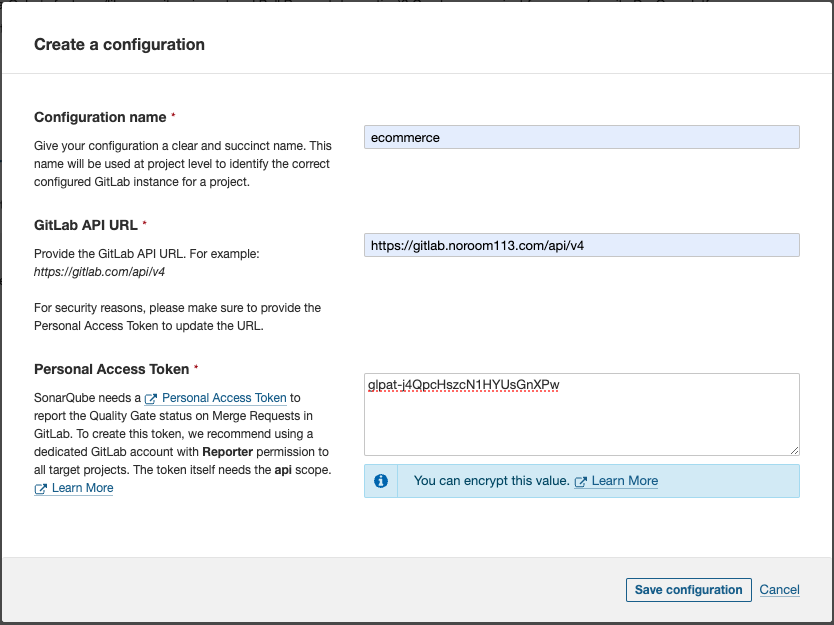 Create a configuration
Configuration name *
Give your configuration a clear and succinct name. This
name will be used at project level to identify the correct
configured GitLab instance for a project.
ecommerce
GitLab API URL *
Provide the GitLab API URL. For example:
https://gitlab.com/api/v4
For security reasons, please make sure to provide the
Personal Access Token to update the URL.
https://gitlab.noroom113.com/api/v4
Personal Access Token *
SonarQube needs a Personal Access Token to
report the Quality Gate status on Merge Requests in
GitLab. To create this token, we recommend using a
dedicated GitLab account with Reporter permission to
all target projects. The token itself needs the api scope.
Learn More
glpat-j4QpcHszcN1HYUsGnXPw
You can encrypt this value. Learn More
Save configuration Cancel